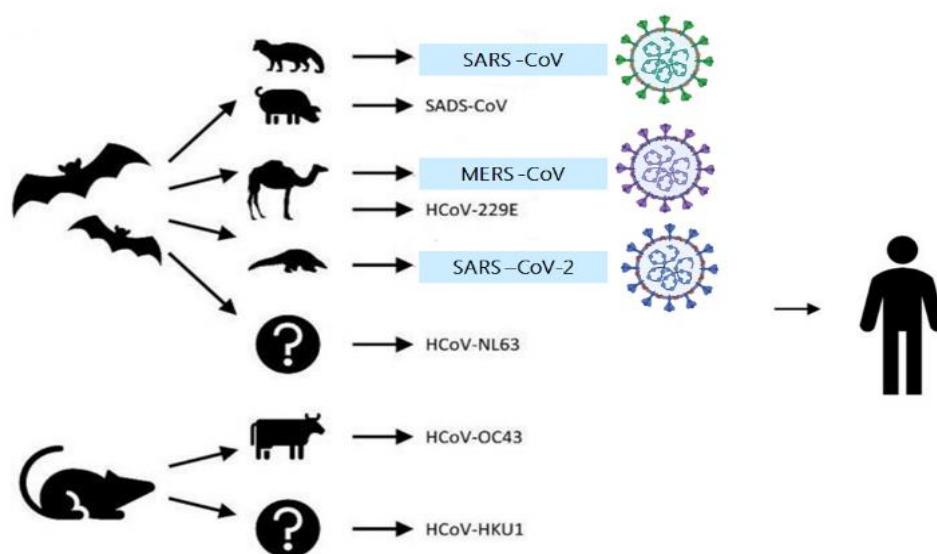 SARS-CoV
SADS-CoV
MERS-CoV
HCoV-229E
SARS–CoV-2
?
HCoV-NL63
HCoV-OC43
?
HCoV-HKU1